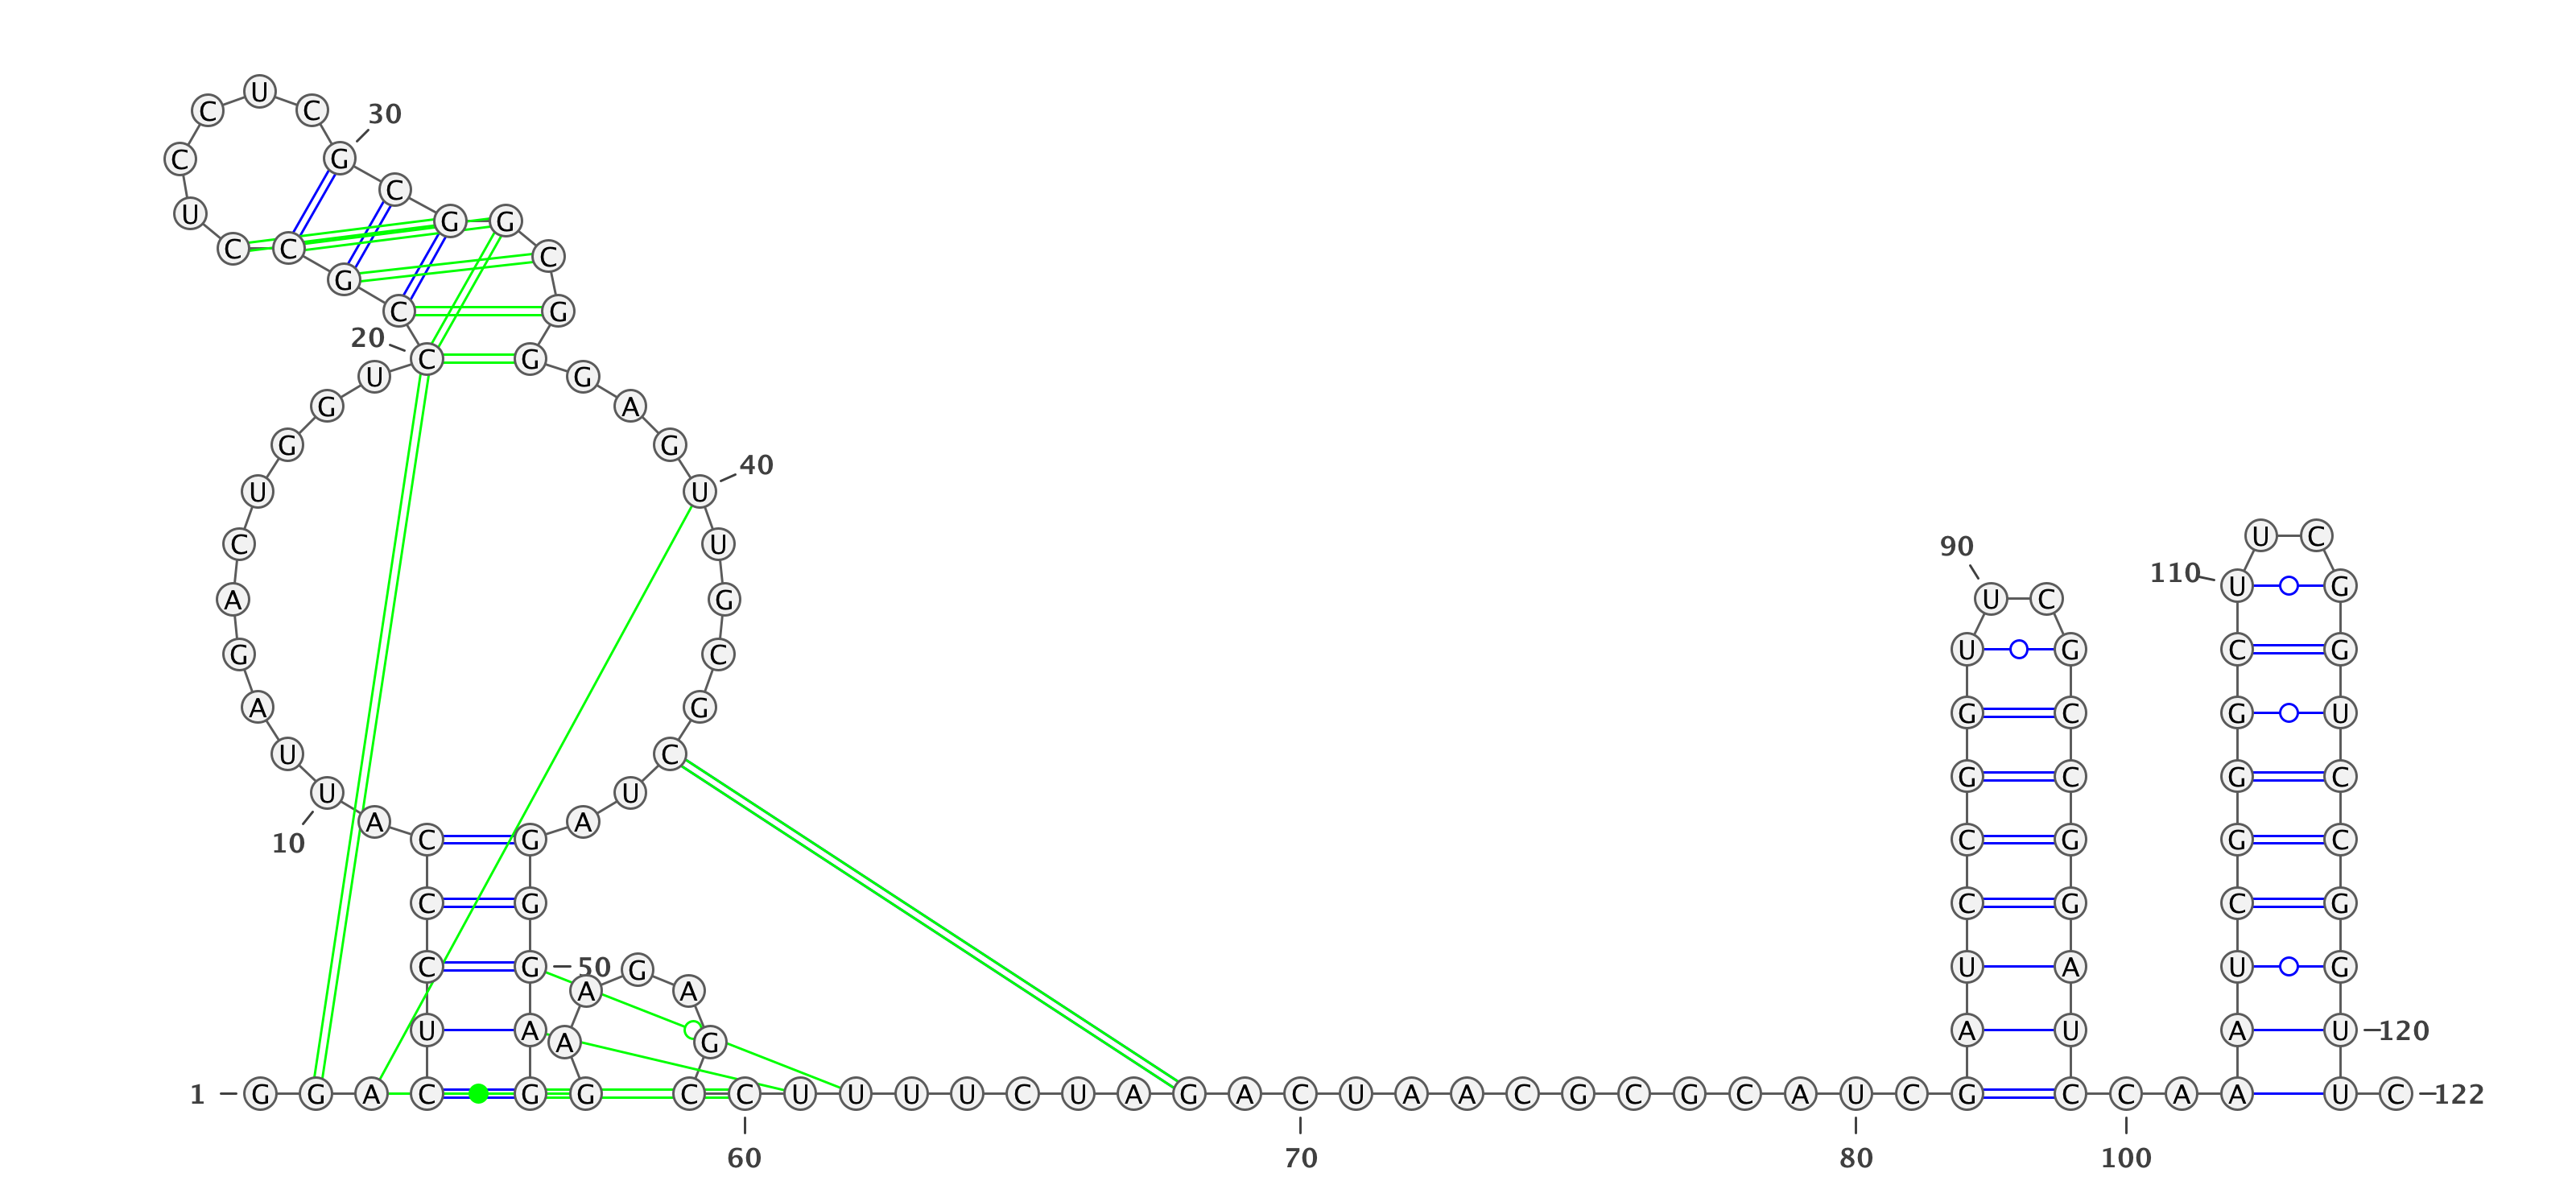 U
C C 30
C G
C
U G G
C C C
G
C G
20
C G
U G
G A
G G
40
U U
U C
C U 90
110 U G
A G U C
G C U G C G
A G G C G U
U C
G C G C
U U
A A
10 C G C G G C
C G C G C G
C G 50 G U A U G
A A
U A A U A U 120
A G
1 G G A C G G C C U U U U C U A G A C U A A C G C G C A U C G C C A A U C 122
60 70 80 100